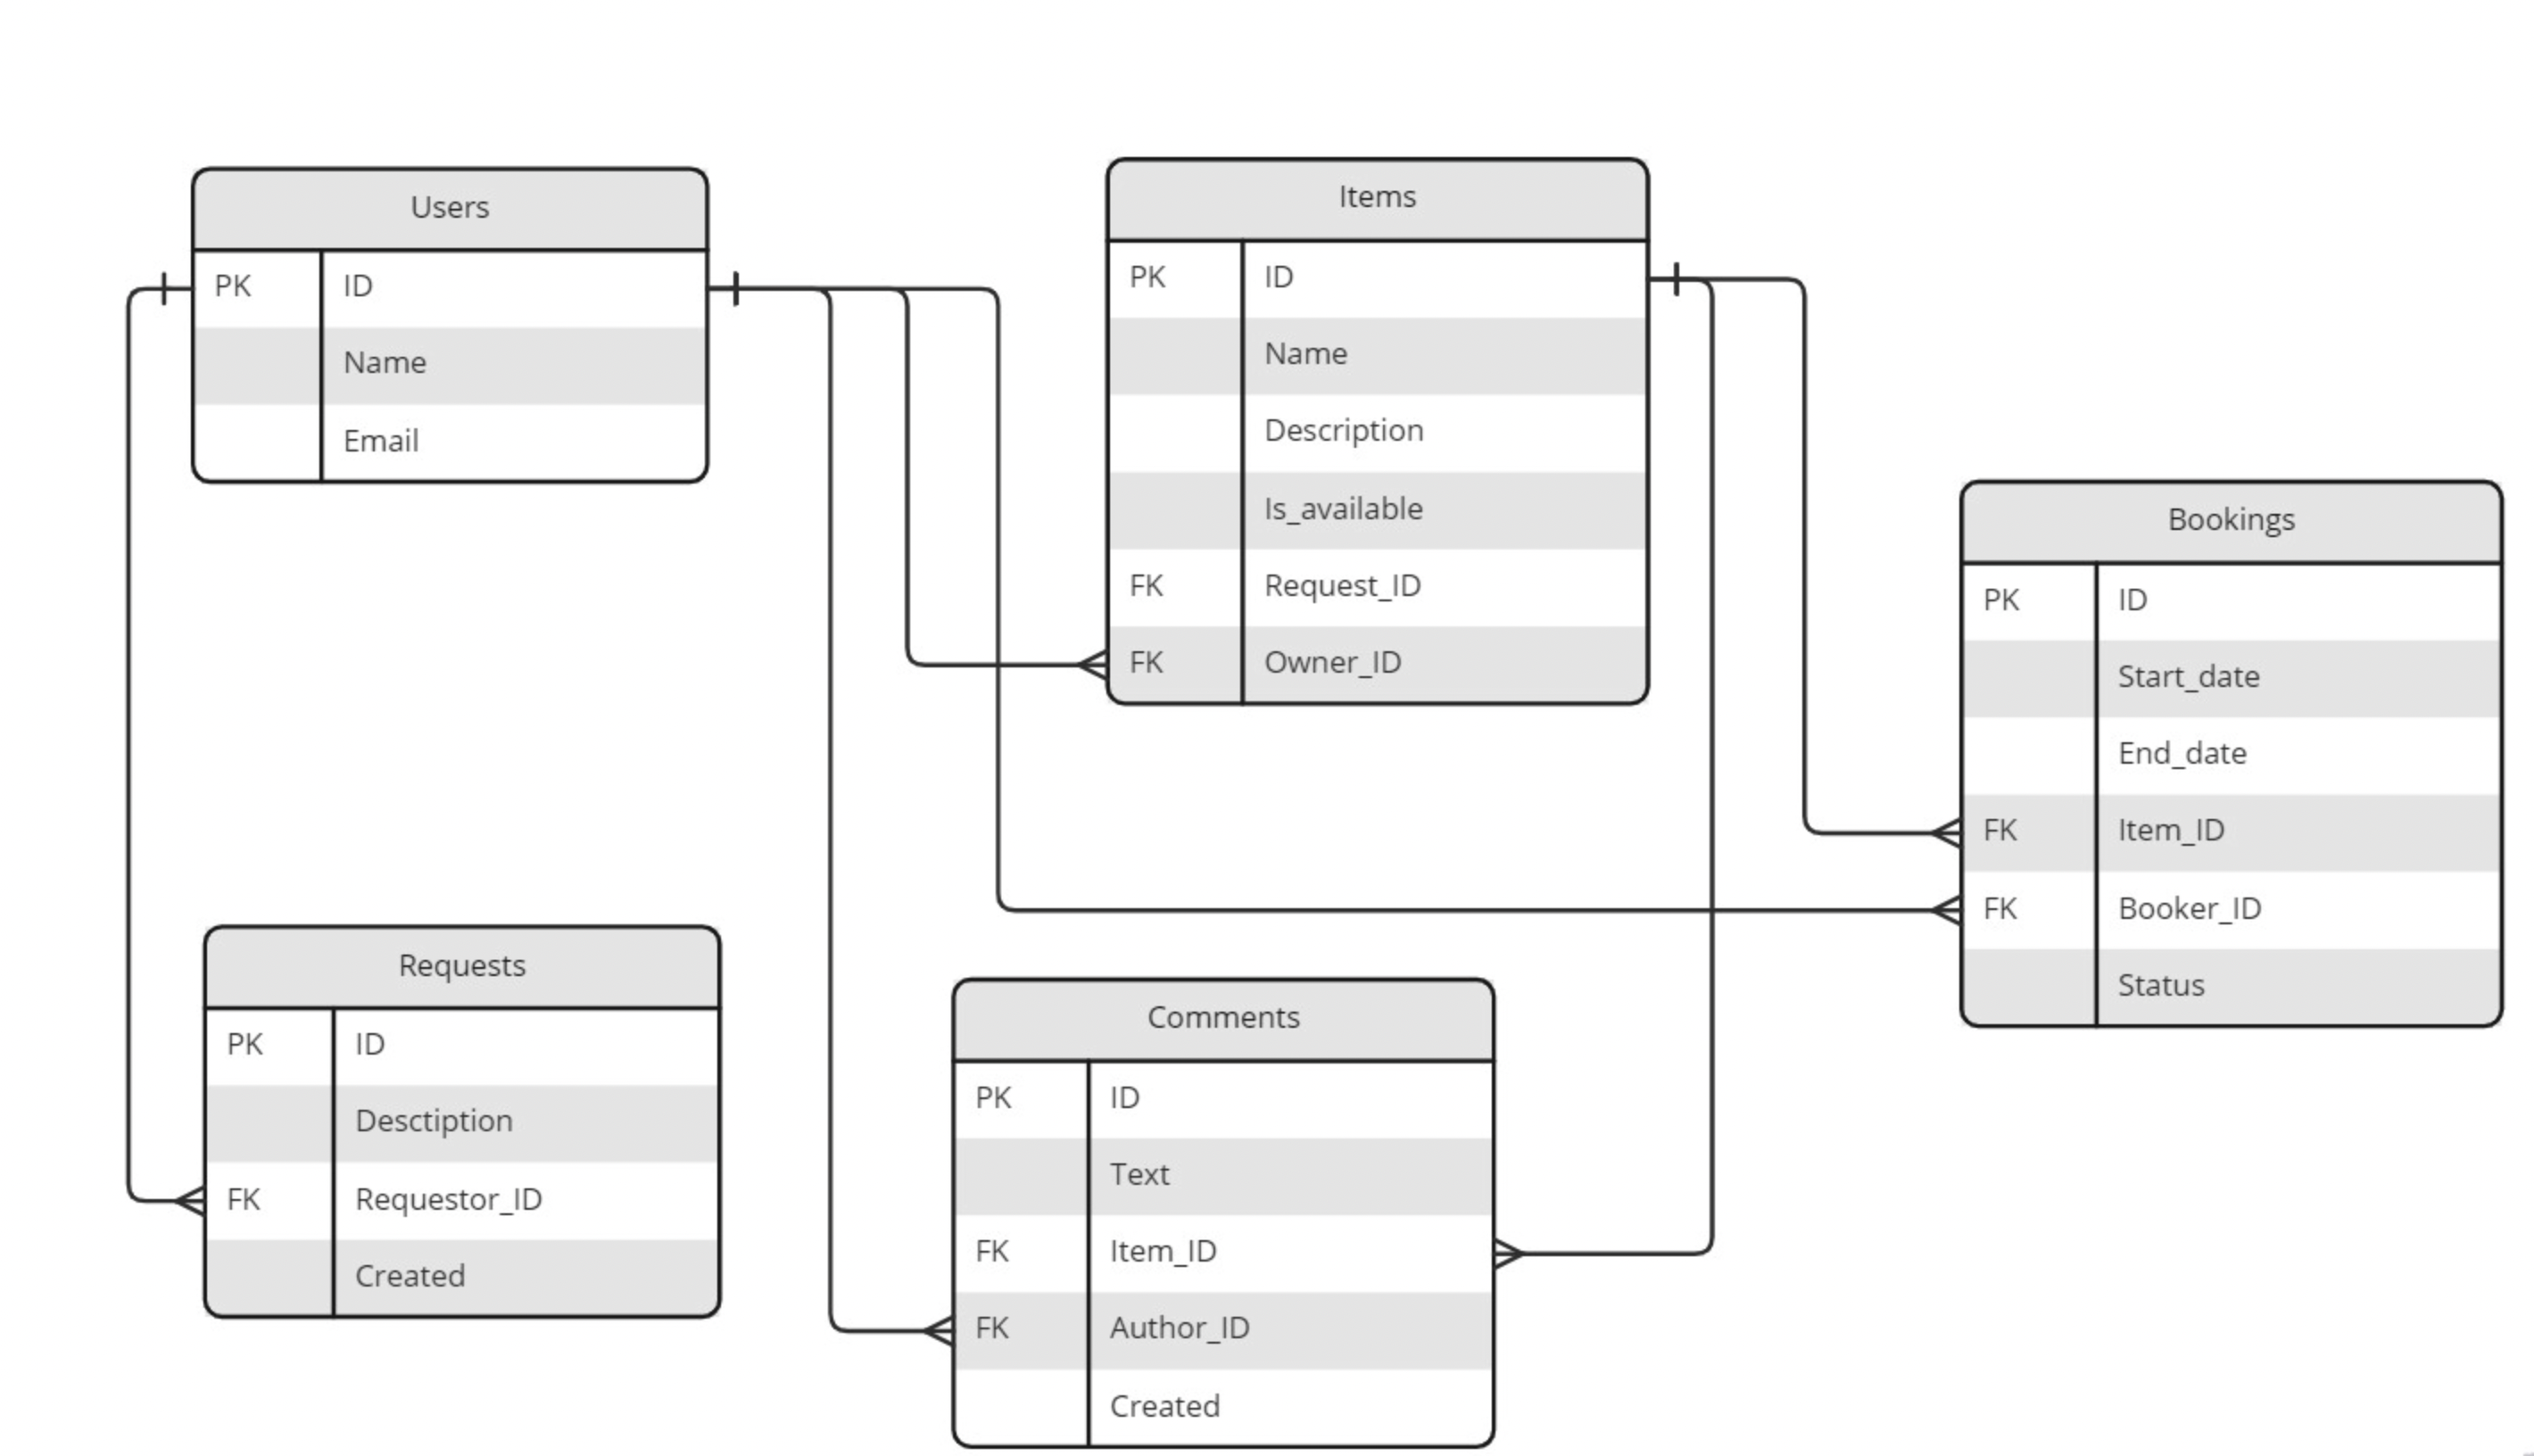 Users
PK ID
Name
Email
Items
PK ID
Name
Description
Is_available
FK Request_ID
FK Owner_ID
Bookings
PK ID
Start_date
End_date
FK Item_ID
FK Booker_ID
Status
Requests
PK ID
Desctiption
FK Requestor_ID
Created
Comments
PK ID
Text
FK Item_ID
FK Author_ID
Created